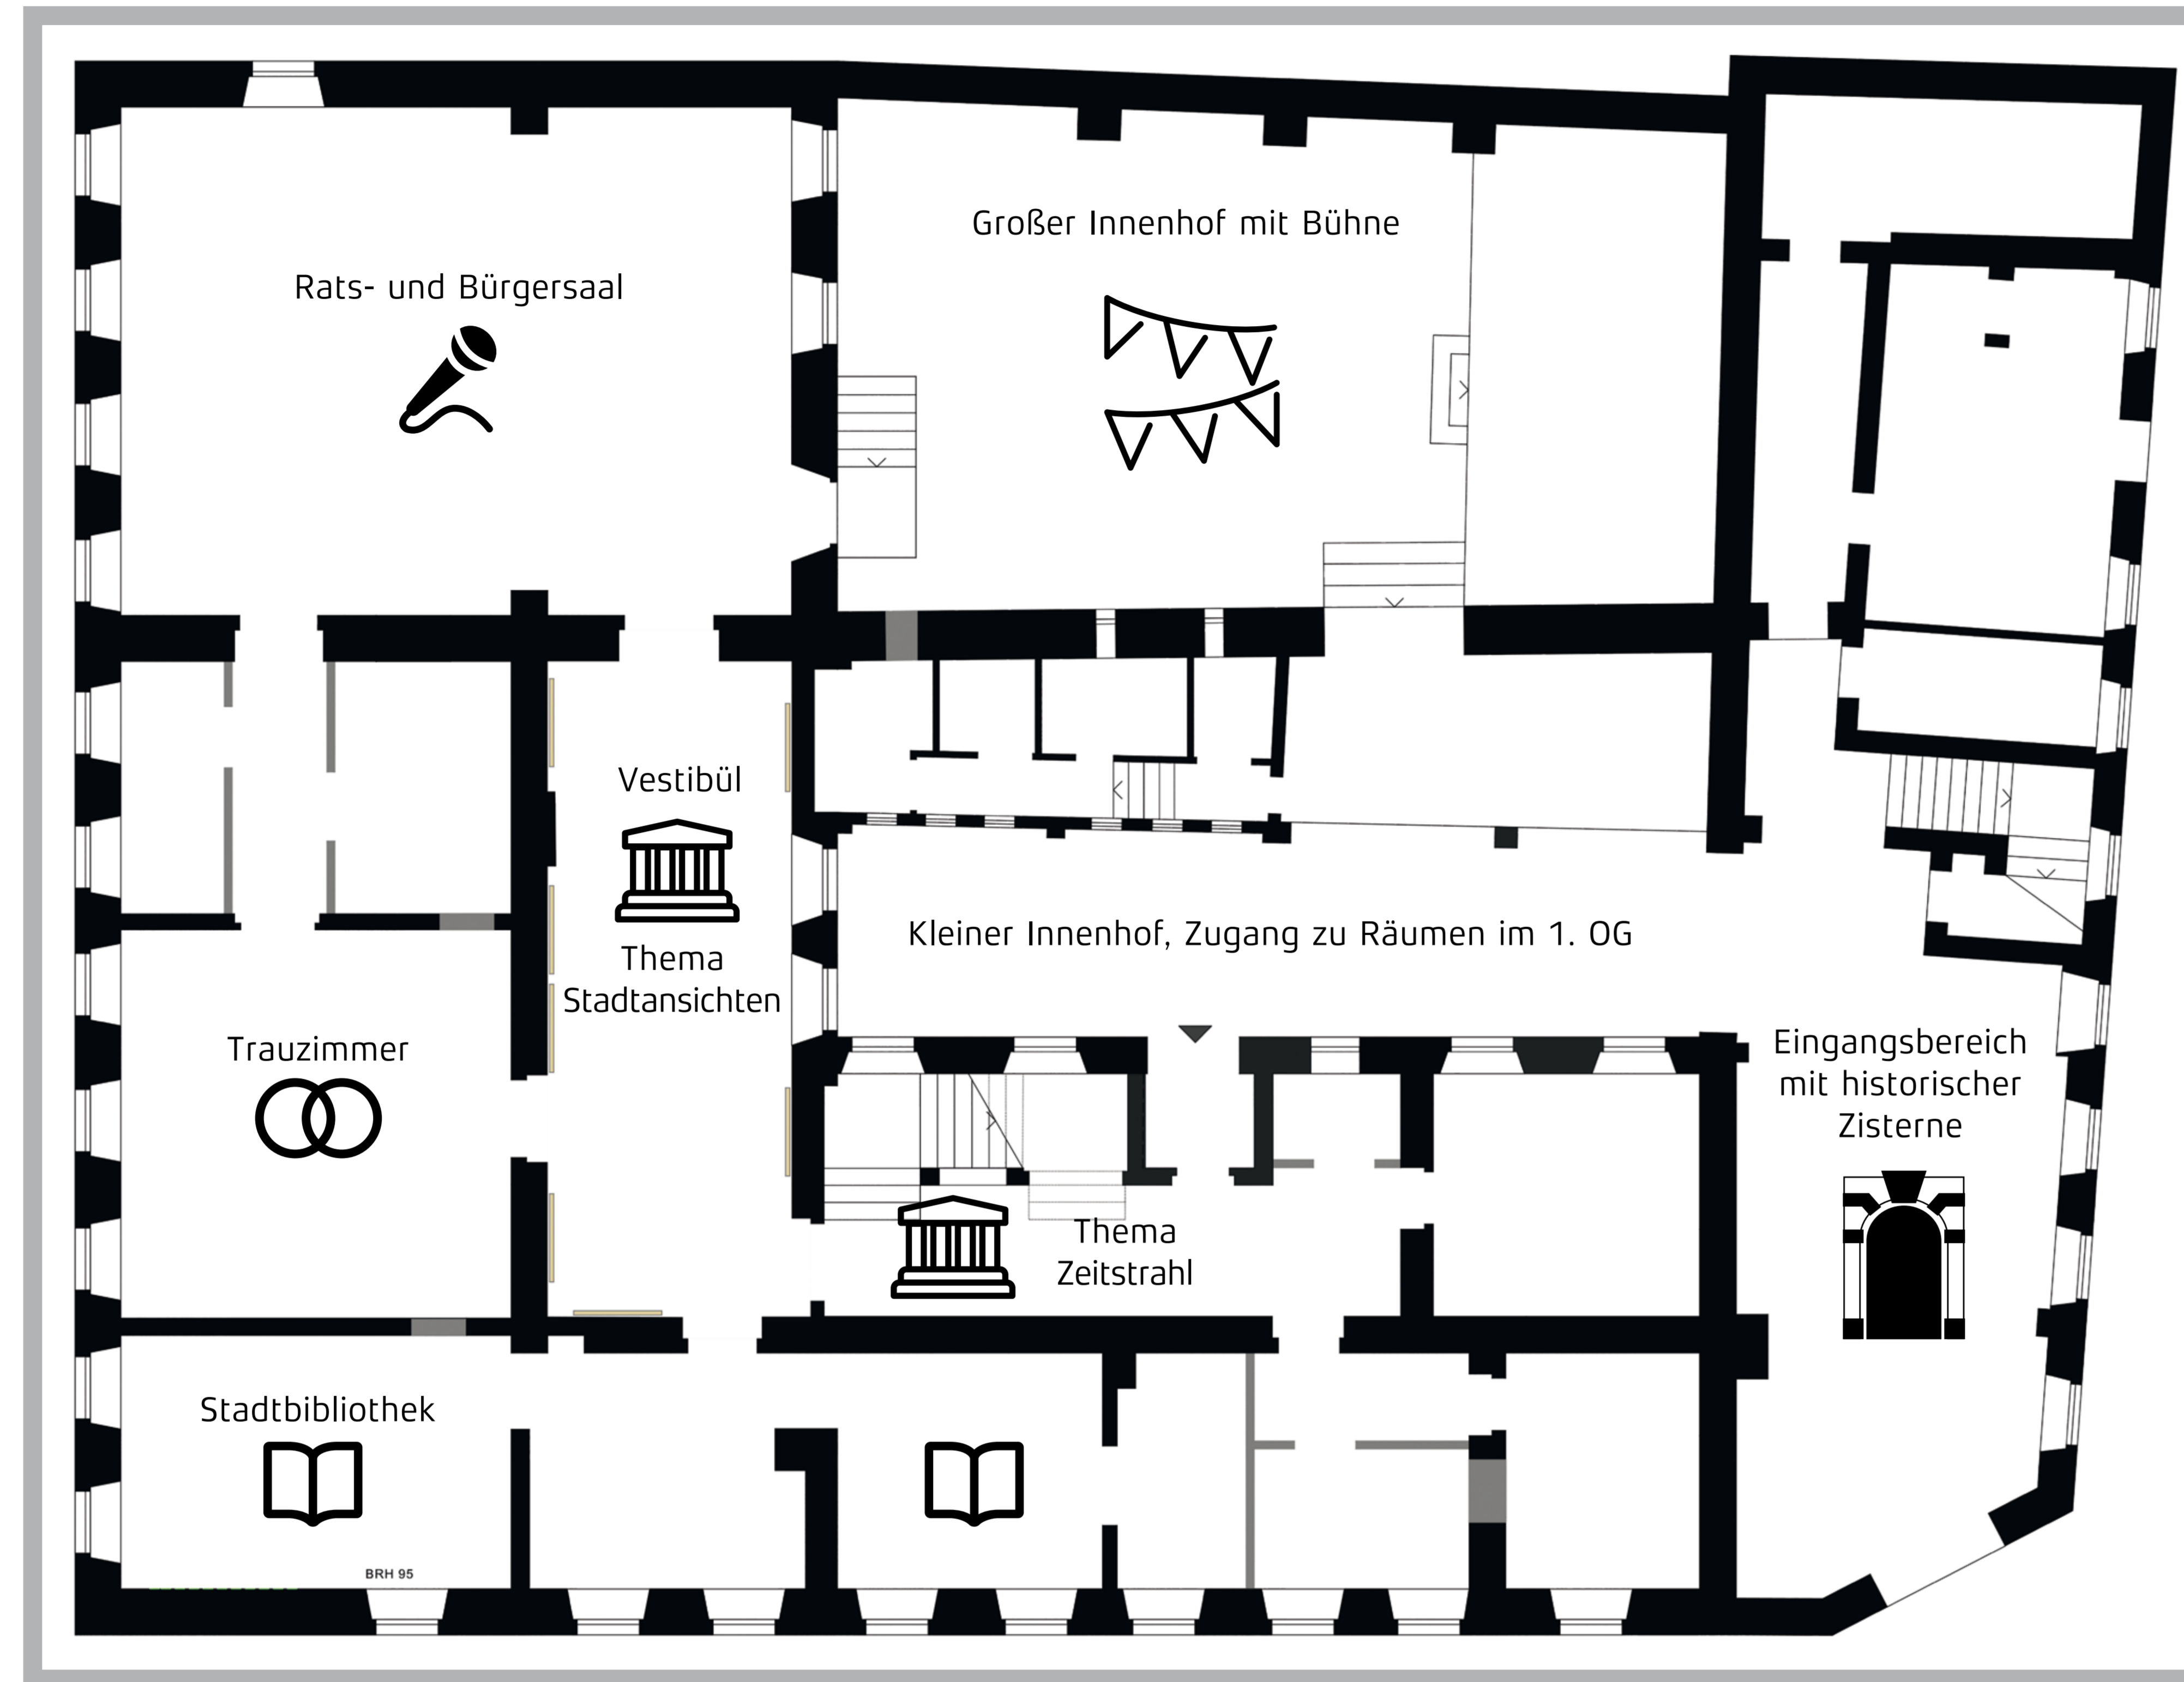 Großer Innenhof mit Bühne
Rats- und Bürgersaal
Vestibül
Thema
Stadtansichten
Kleiner Innenhof, Zugang zu Räumen im 1. OG
Trauzimmer
Eingangsbereich
mit historischer
Zisterne
Thema
Zeitstrahl
Stadtbibliothek
BRH 95